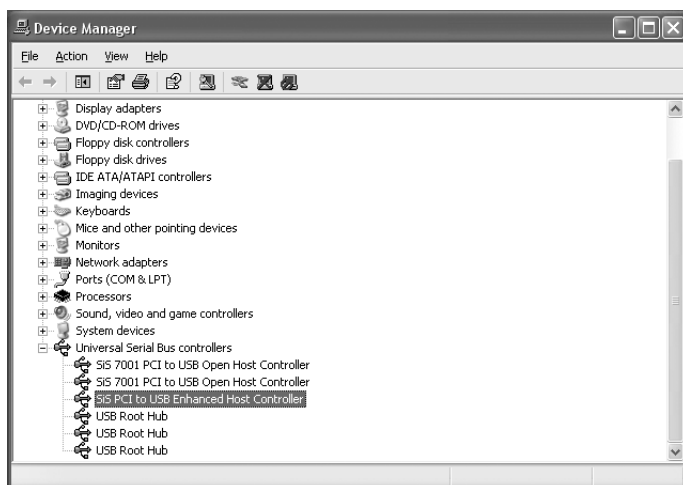 Device Manager
File Action View Help
Display adapters
DVD/CD-ROM drives
Floppy disk controllers
Floppy disk drives
IDE ATA/ATAPI controllers
Imaging devices
Keyboards
Mice and other pointing devices
Monitors
Network adapters
Ports (COM & LPT)
Processors
Sound, video and game controllers
System devices
Universal Serial Bus controllers
SiS 7001 PCI to USB Open Host Controller
SiS 7001 PCI to USB Open Host Controller
SiS PCI to USB Enhanced Host Controller
USB Root Hub
USB Root Hub
USB Root Hub